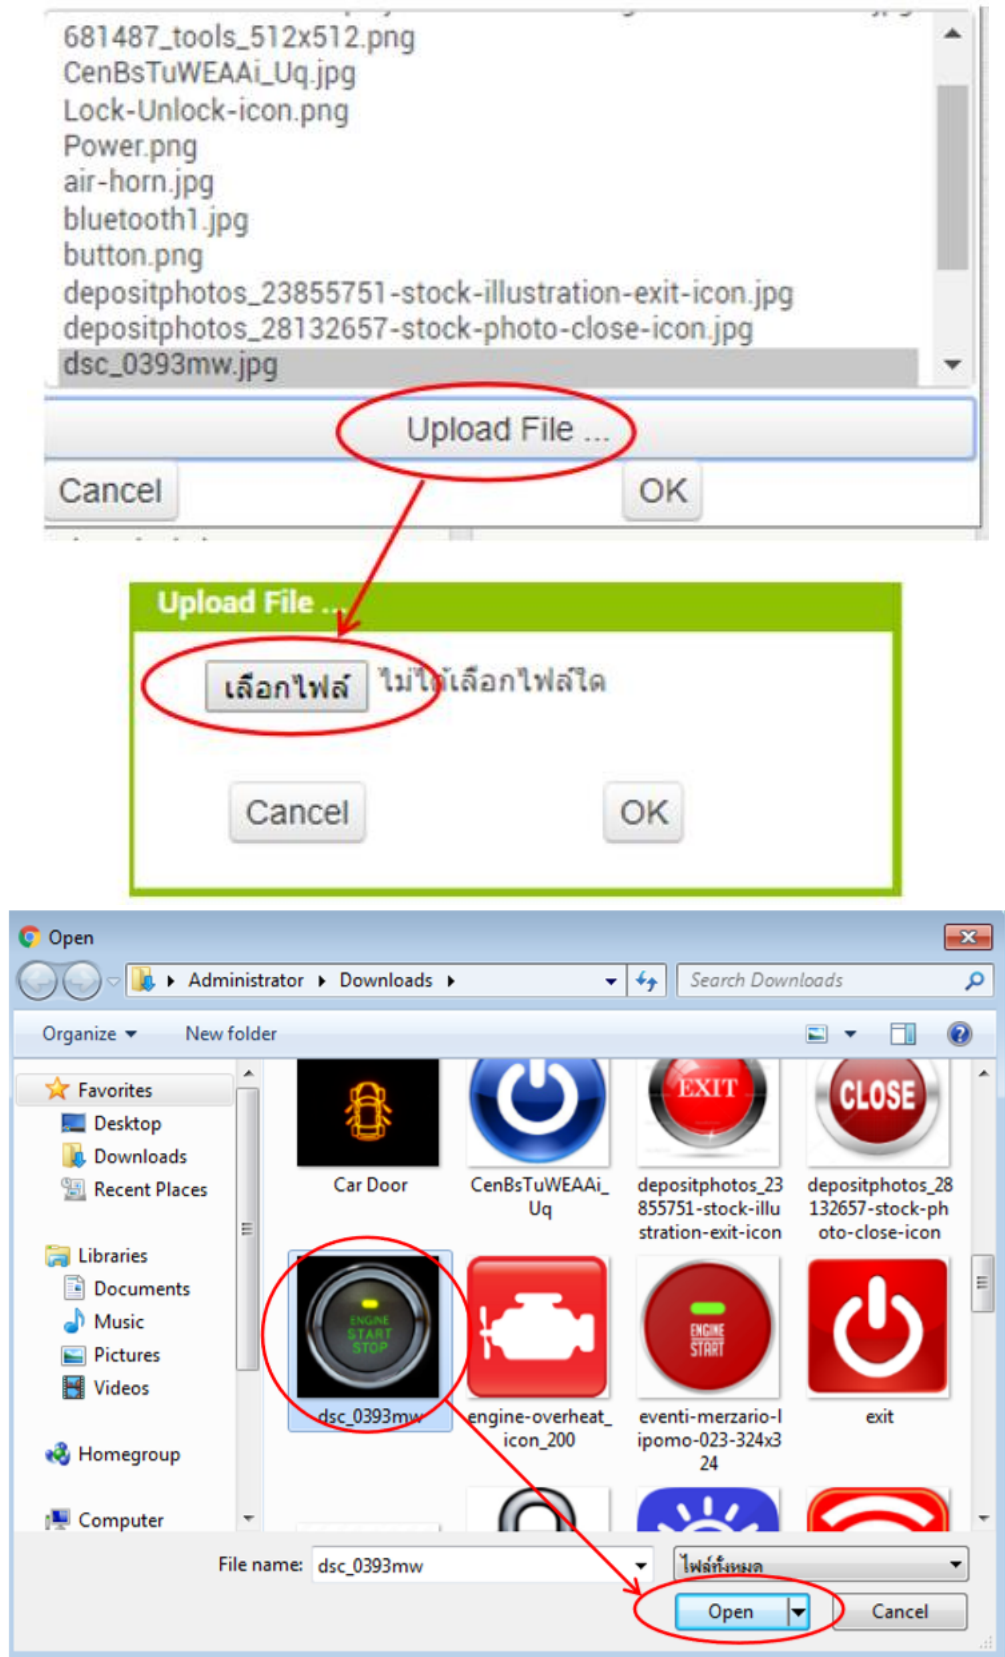 681487_tools_512x512.png
CenBsTuWEAAi_Uq.jpg
Lock-Unlock-icon.png
Power.png
air-horn.jpg
bluetooth1.jpg
button.png
depositphotos_23855751-stock-illustration-exit-icon.jpg
depositphotos_28132657-stock-photo-close-icon.jpg
dsc_0393mw.jpg
Upload File ...
Cancel
OK
Upload File ...
เลือกไฟล์ ไม่ได้เลือกไฟล์ใด
Cancel
OK
Open
Administrator Downloads
Search Downloads
Organize
New folder
Favorites
Desktop
Downloads
Recent Places
Libraries
Documents
Music
Pictures
Videos
Homegroup
Computer
EXIT
CLOSE
Car Door
CenBsTuWEAAi_
Uq
depositphotos_23
855751-stock-illu
stration-exit-icon
depositphotos_28
132657-stock-ph
oto-close-icon
ENGINE
START
STOP
ENGINE
START
dsc_0393mw
engine-overheat_
icon_200
eventi-merzario-l
ipomo-023-324x3
24
exit
File name: dsc_0393mw
ไฟล์ทั้งหมด
Open
Cancel